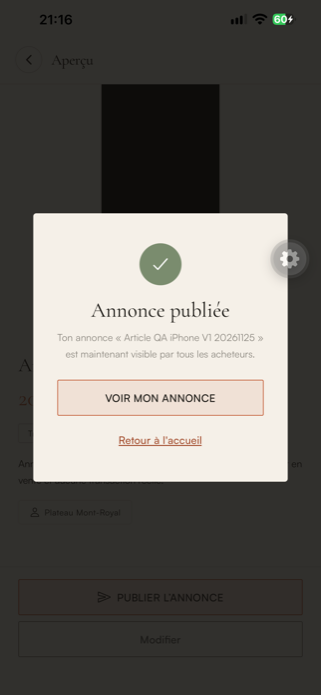 21:16
60
Aperçu
Annonce publiée
Ton annonce « Article QA iPhone V1 20261125 »
est maintenant visible par tous les acheteurs.
VOIR MON ANNONCE
Retour à l'accueil
en
Plateau Mont-Royal
PUBLIER L'ANNONCE
Modifier